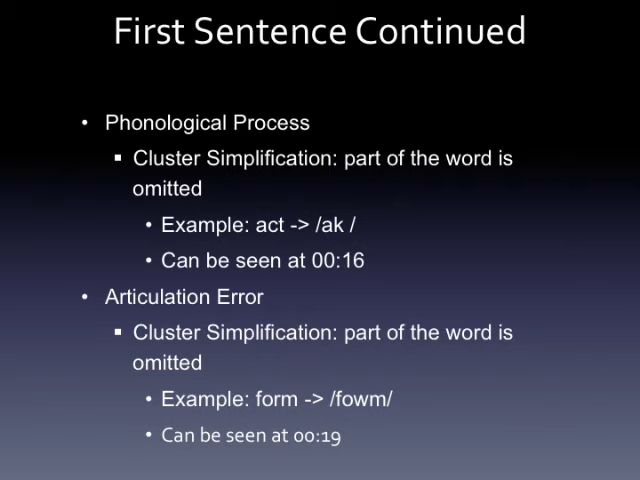 First Sentence Continued
• Phonological Process
▪ Cluster Simplification: part of the word is
omitted
• Example: act -> /ak /
• Can be seen at 00:16
• Articulation Error
▪ Cluster Simplification: part of the word is
omitted
• Example: form -> /fowm/
• Can be seen at 00:19